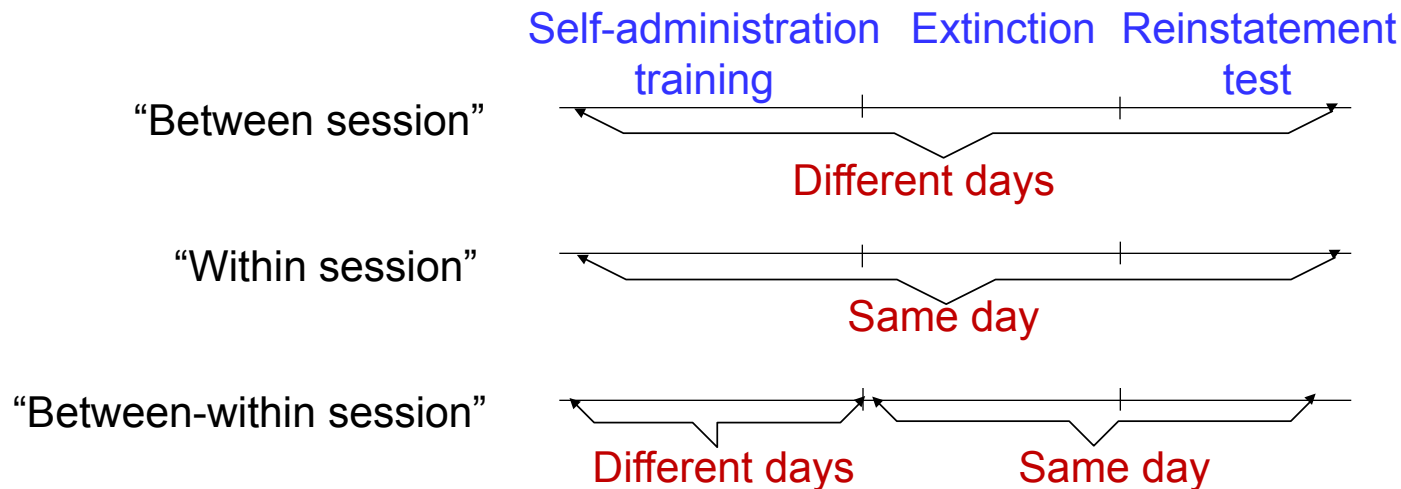 Self-administration training
Extinction
Reinstatement test
“Between session”
Different days
“Within session”
Same day
“Between-within session”
Different days
Same day